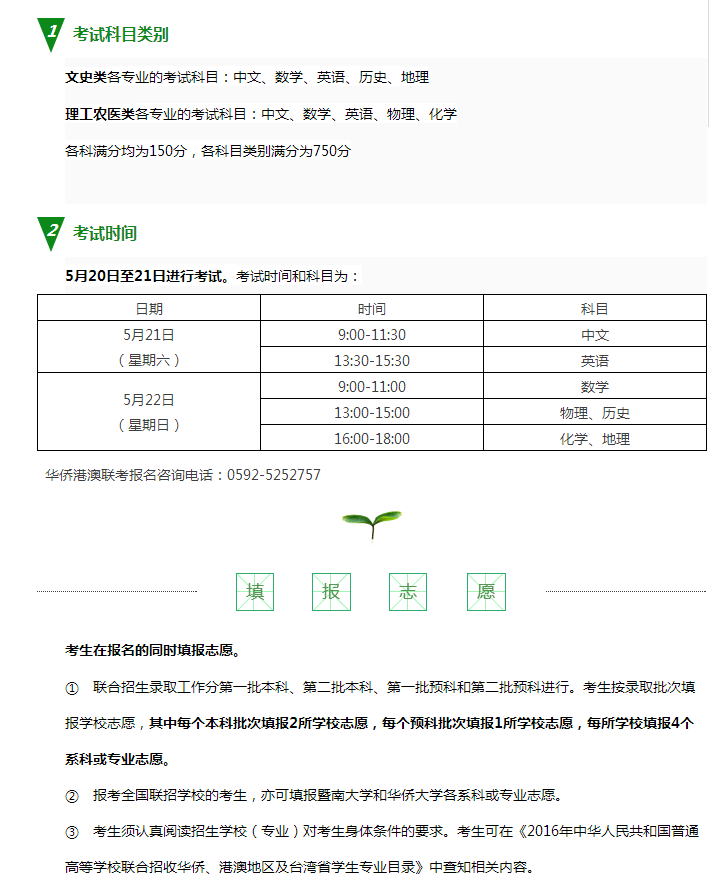 1 考试科目类别
文史类各专业的考试科目：中文、数学、英语、历史、地理
理工农医类各专业的考试科目：中文、数学、英语、物理、化学
各科满分均为150分，各科目类别满分为750分
2 考试时间
5月20日至21日进行考试。考试时间和科目为：
日期 时间 科目
5月21日
（星期六）
9:00-11:30 中文
13:30-15:30 英语
5月22日
（星期日）
9:00-11:00 数学
13:00-15:00 物理、历史
16:00-18:00 化学、地理
华侨港澳联考报名咨询电话：0592-5252757
填 报 志 愿
考生在报名的同时填报志愿。
① 联合招生录取工作分第一批本科、第二批本科、第一批预科和第二批预科进行。考生按录取批次填
报学校志愿，其中每个本科批次填报2所学校志愿，每个预科批次填报1所学校志愿，每所学校填报4个
系科或专业志愿。
② 报考全国联招学校的考生，亦可填报暨南大学和华侨大学各系科或专业志愿。
③ 考生须认真阅读招生学校（专业）对考生身体条件的要求。考生可在《2016年中华人民共和国普通
高等学校联合招收华侨、港澳地区及台湾省学生专业目录》中查知相关内容。